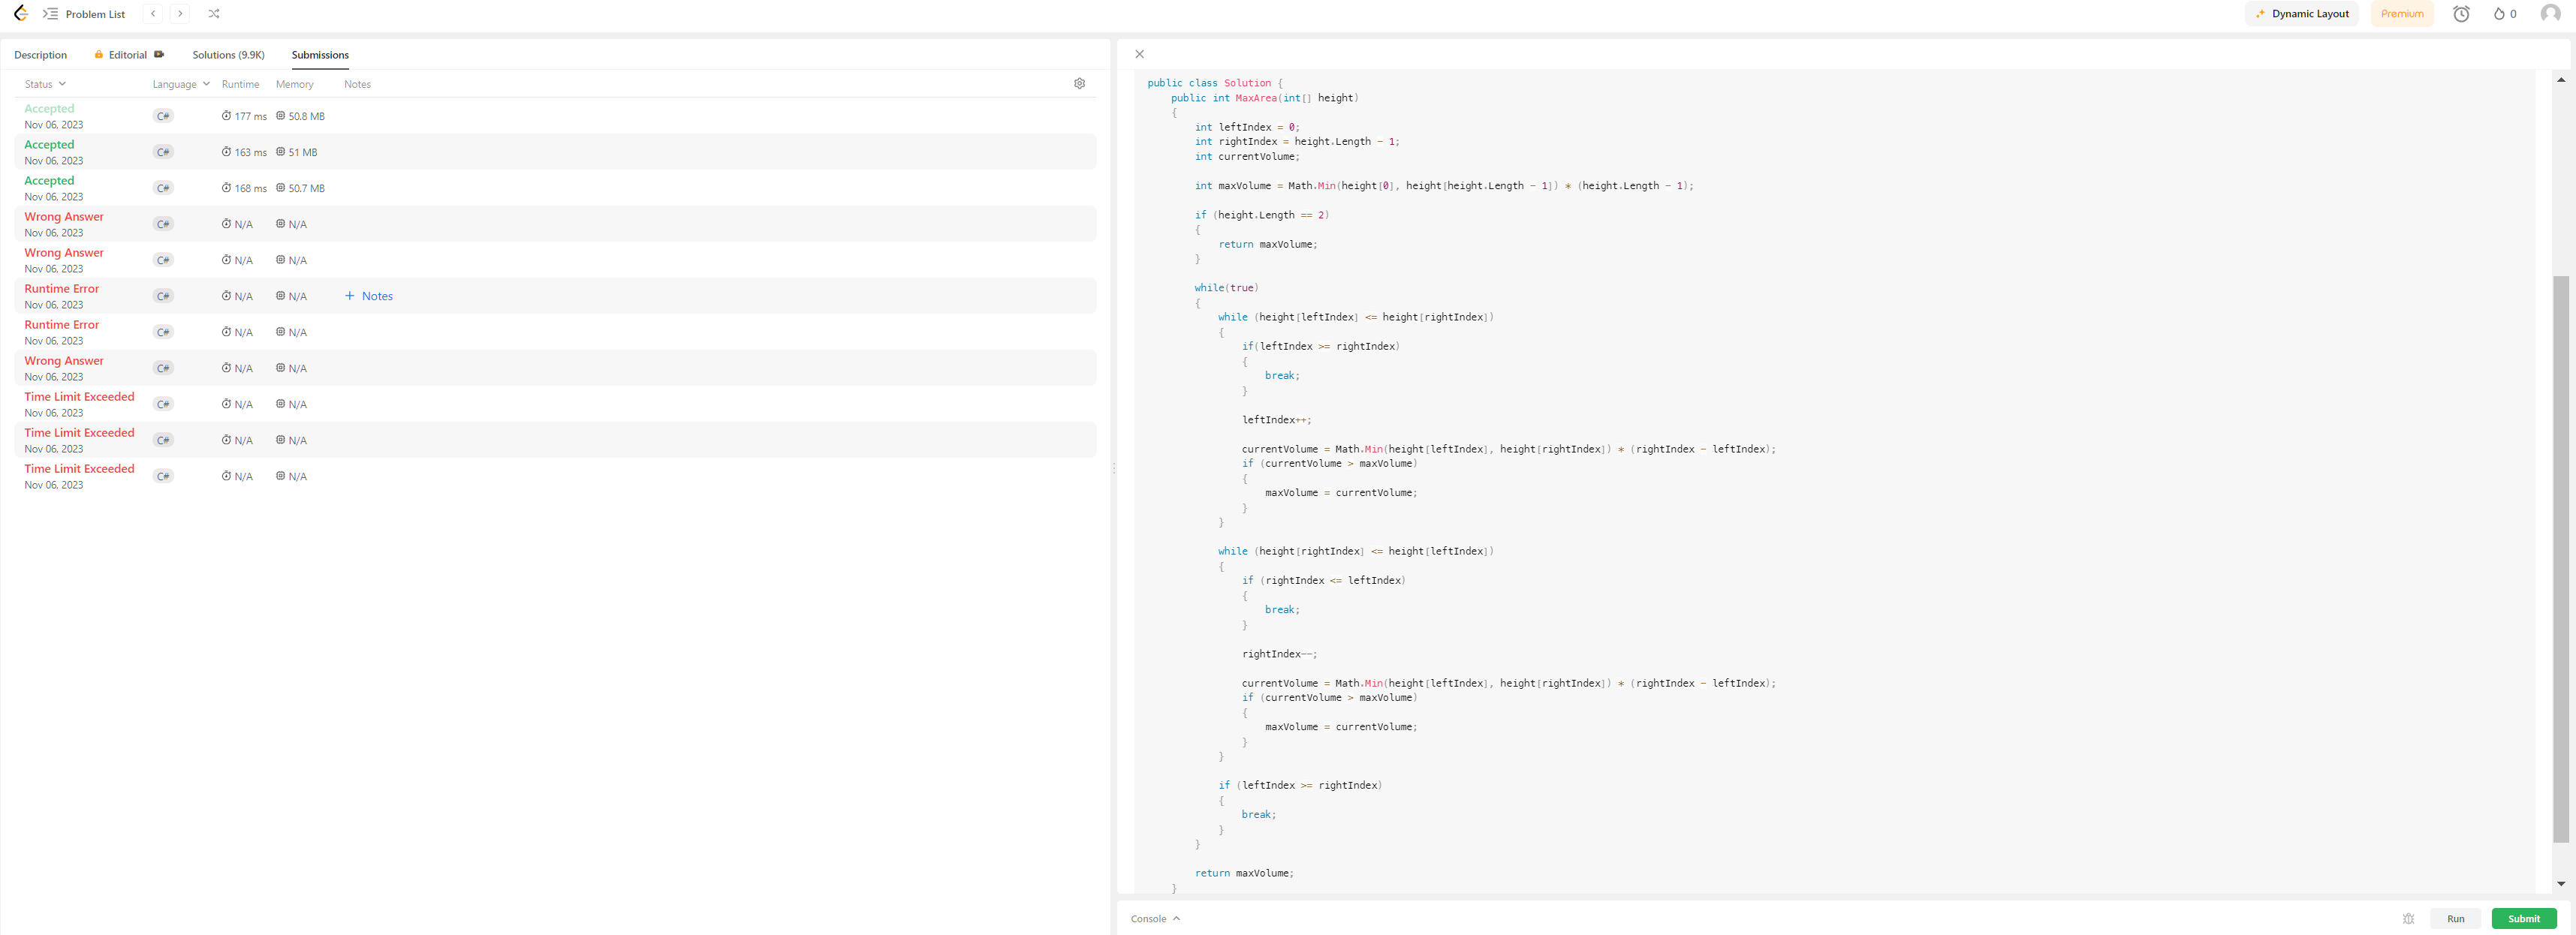 Problem List
Dynamic Layout
Premium
0
Description
Editorial
Solutions (9.9K)
Submissions
Status
Language
Runtime
Memory
Notes
Accepted
Nov 06, 2023
C#
177 ms
50.8 MB
Accepted
Nov 06, 2023
C#
163 ms
51 MB
Accepted
Nov 06, 2023
C#
168 ms
50.7 MB
Wrong Answer
Nov 06, 2023
C#
N/A
N/A
Wrong Answer
Nov 06, 2023
C#
N/A
N/A
Runtime Error
Nov 06, 2023
C#
N/A
N/A
+ Notes
Runtime Error
Nov 06, 2023
C#
N/A
N/A
Wrong Answer
Nov 06, 2023
C#
N/A
N/A
Time Limit Exceeded
Nov 06, 2023
C#
N/A
N/A
Time Limit Exceeded
Nov 06, 2023
C#
N/A
N/A
Time Limit Exceeded
Nov 06, 2023
C#
N/A
N/A
public class Solution {
    public int MaxArea(int[] height)
    {
        int leftIndex = 0;
        int rightIndex = height.Length - 1;
        int currentVolume;
        int maxVolume = Math.Min(height[0], height[height.Length - 1]) * (height.Length - 1);
        if (height.Length == 2)
        {
            return maxVolume;
        }
        while(true)
        {
            while (height[leftIndex] <= height[rightIndex])
            {
                if(leftIndex >= rightIndex)
                {
                    break;
                }
                leftIndex++;
                currentVolume = Math.Min(height[leftIndex], height[rightIndex]) * (rightIndex - leftIndex);
                if (currentVolume > maxVolume)
                {
                    maxVolume = currentVolume;
                }
            }
            while (height[rightIndex] <= height[leftIndex])
            {
                if (rightIndex <= leftIndex)
                {
                    break;
                }
                rightIndex--;
                currentVolume = Math.Min(height[leftIndex], height[rightIndex]) * (rightIndex - leftIndex);
                if (currentVolume > maxVolume)
                {
                    maxVolume = currentVolume;
                }
            }
            if (leftIndex >= rightIndex)
            {
                break;
            }
        }
        return maxVolume;
    }
Console
Run
Submit